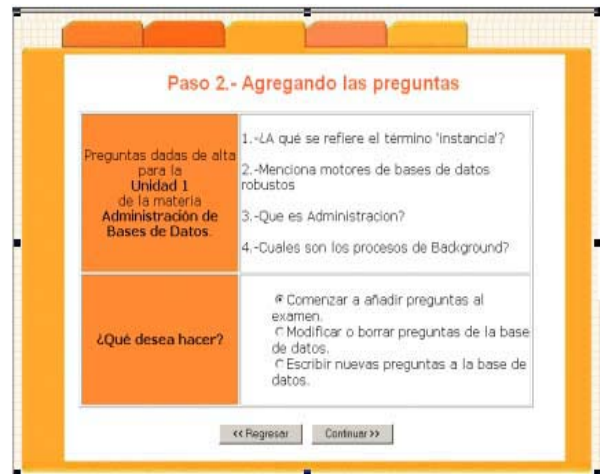 Paso 2.- Agregando las preguntas
Preguntas dadas de alta
para la
Unidad 1
de la materia
Administración de
Bases de Datos.
1.-¿A qué se refiere el término 'instancia'?
2.-Menciona motores de bases de datos
robustos
3.-Que es Administracion?
4.-Cuales son los procesos de Background?
¿Qué desea hacer?
Comenzar a añadir preguntas al
examen.
Modificar o borrar preguntas de la base
de datos.
Escribir nuevas preguntas a la base de
datos.
<< Regresar
Continuar >>